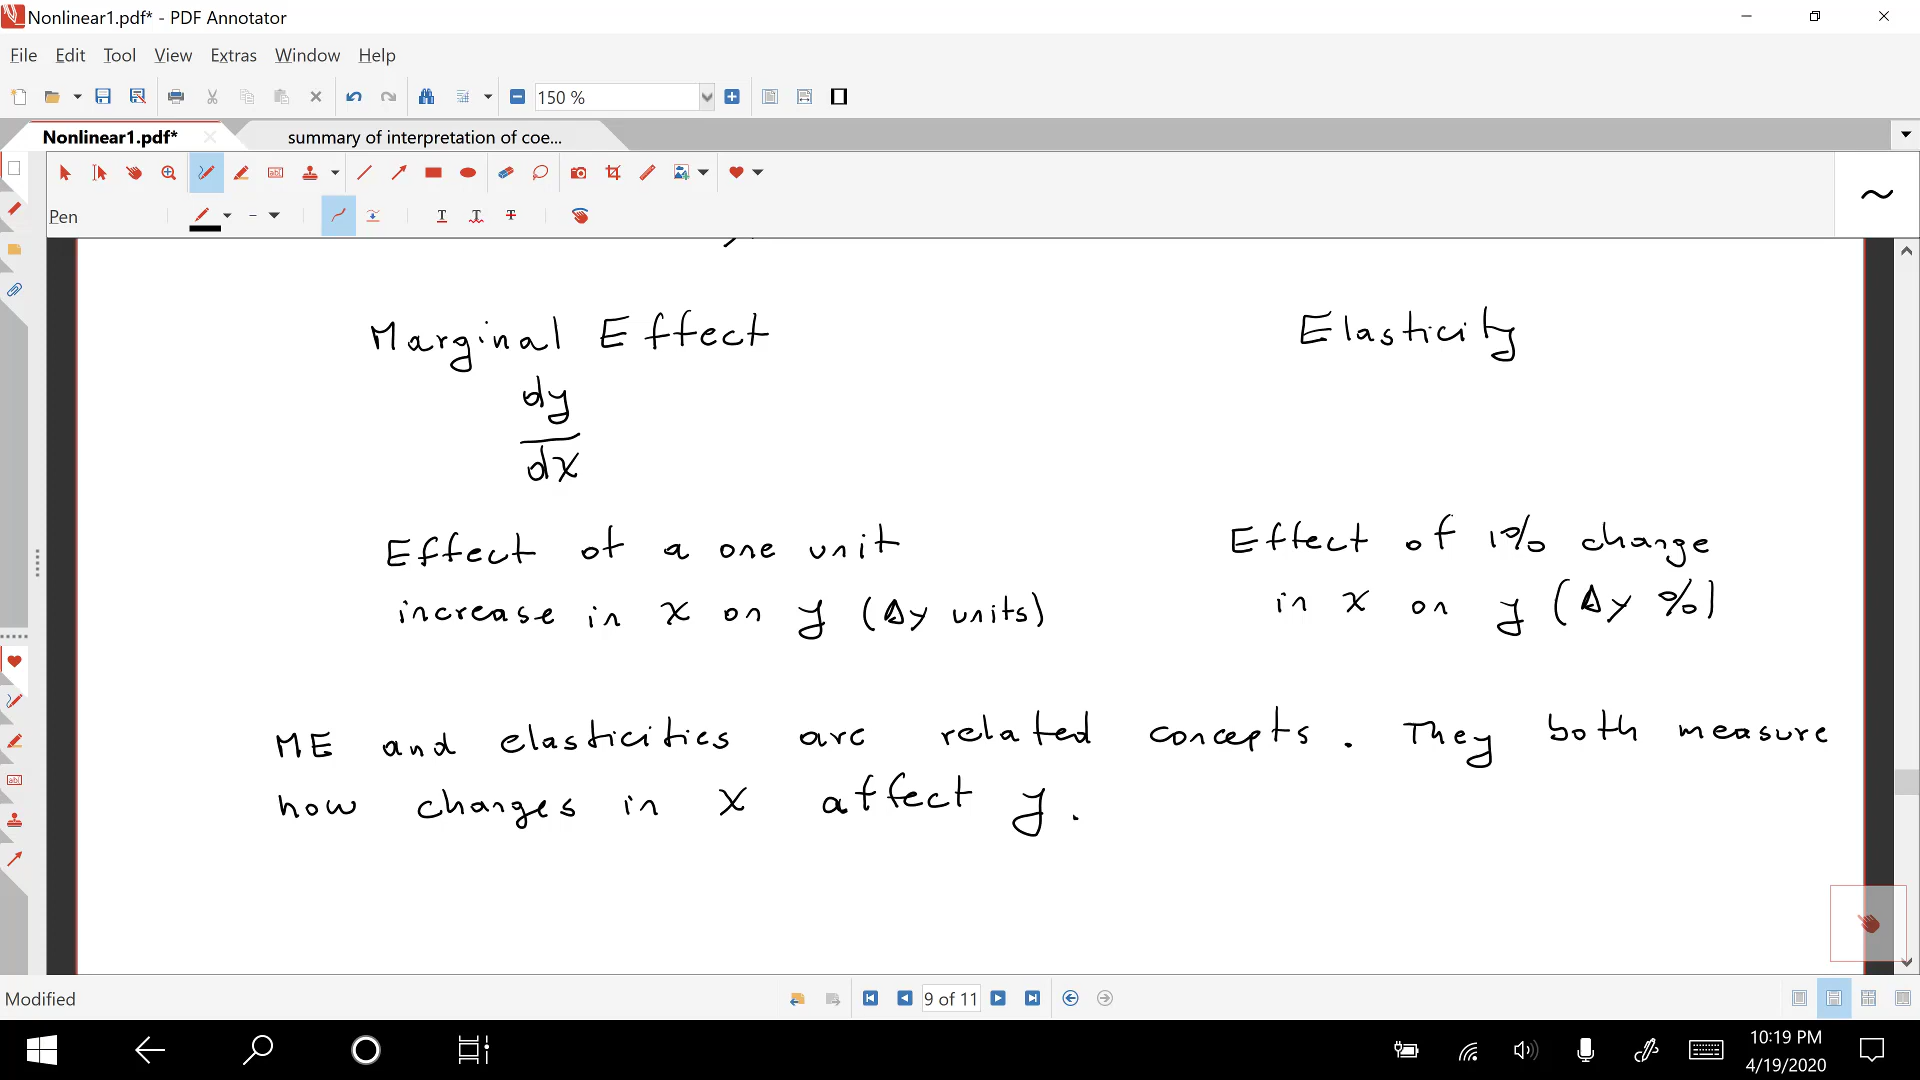 Nonlinear1.pdf* - PDF Annotator
File Edit Tool View Extras Window Help
150 %
Nonlinear1.pdf*
summary of interpretation of coe...
Pen
Marginal Effect
Elasticity
dy
dx
Effect of a one unit
increase in x on y (Δy units)
Effect of 1% change
in x on y (Δy %)
ME and elasticities are related concepts. They both measure
how changes in x affect y.
Modified
9 of 11
10:19 PM
4/19/2020